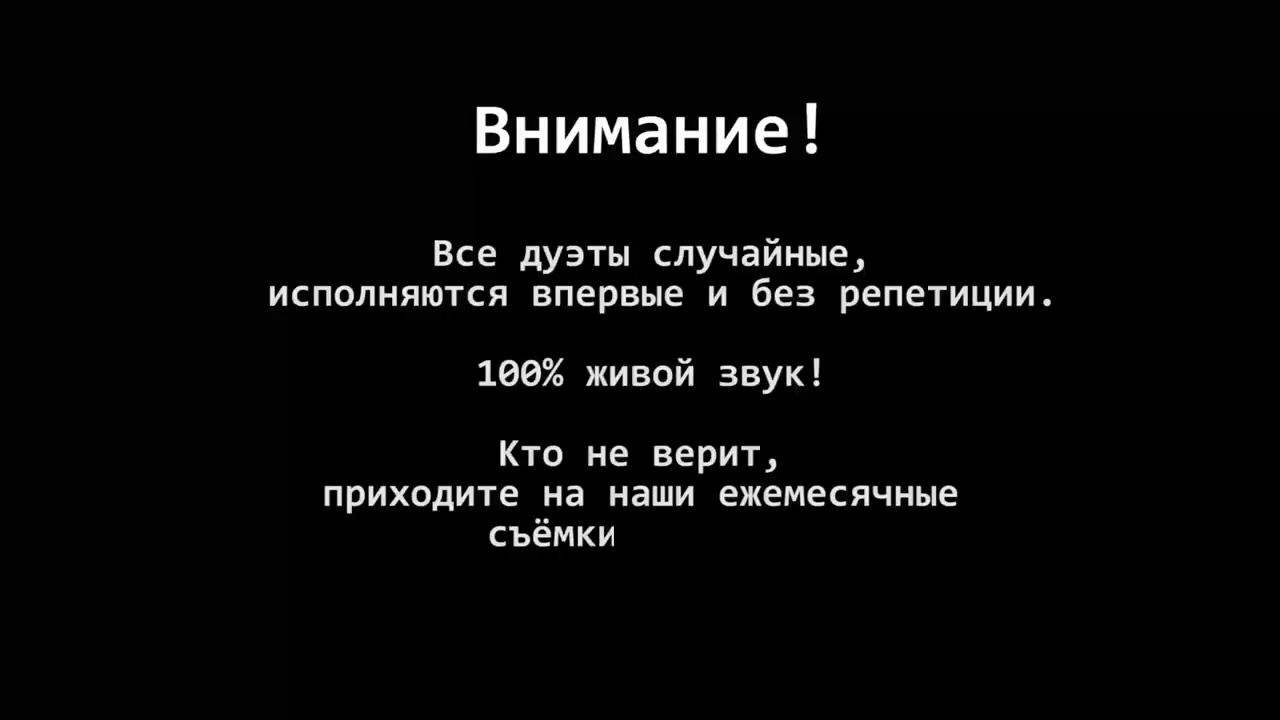 Внимание!
Все дуэты случайные,
исполняются впервые и без репетиции.
100% живой звук!
Кто не верит,
приходите на наши ежемесячные
съёмки